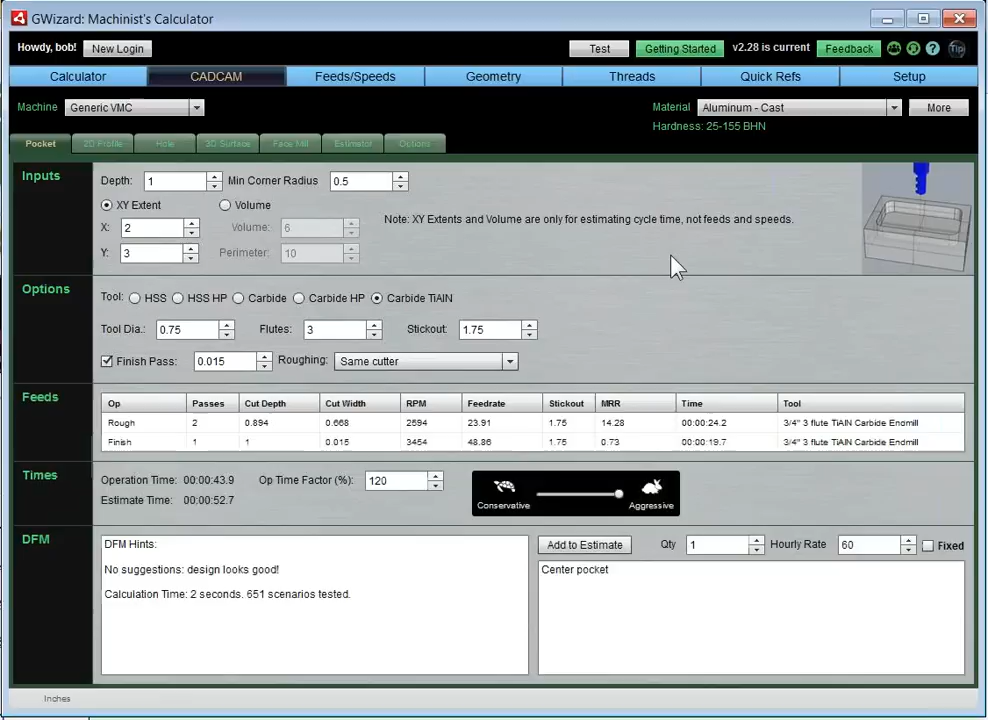 GWizard: Machinist's Calculator
Howdy, bob! New Login Test Getting Started v2.28 is current Feedback ? Tip
Calculator CADCAM Feeds/Speeds Geometry Threads Quick Refs Setup
Machine Generic VMC Material Aluminum - Cast More
Hardness: 25-155 BHN
Pocket 2D Profile Hole 3D Surface Face Mill Estimator Options
Inputs
Depth: 1 Min Corner Radius 0.5
XY Extent Volume
Note: XY Extents and Volume are only for estimating cycle time, not feeds and speeds.
X: 2 Volume: 6
Y: 3 Perimeter: 10
Options
Tool: HSS HSS HP Carbide Carbide HP Carbide TiAIN
Tool Dia.: 0.75 Flutes: 3 Stickout: 1.75
Finish Pass: 0.015 Roughing: Same cutter
Feeds
Op Passes Cut Depth Cut Width RPM Feedrate Stickout MRR Time Tool
Rough 2 0.894 0.668 2594 23.91 1.75 14.28 00:00:24.2 3/4" 3 flute TiAIN Carbide Endmill
Finish 1 1 0.015 3454 48.86 1.75 0.73 00:00:19.7 3/4" 3 flute TiAIN Carbide Endmill
Times
Operation Time: 00:00:43.9 Op Time Factor (%): 120
Estimate Time: 00:00:52.7
Conservative Aggressive
DFM
DFM Hints:
No suggestions: design looks good!
Calculation Time: 2 seconds. 651 scenarios tested.
Add to Estimate Qty 1 Hourly Rate 60 Fixed
Center pocket
Inches